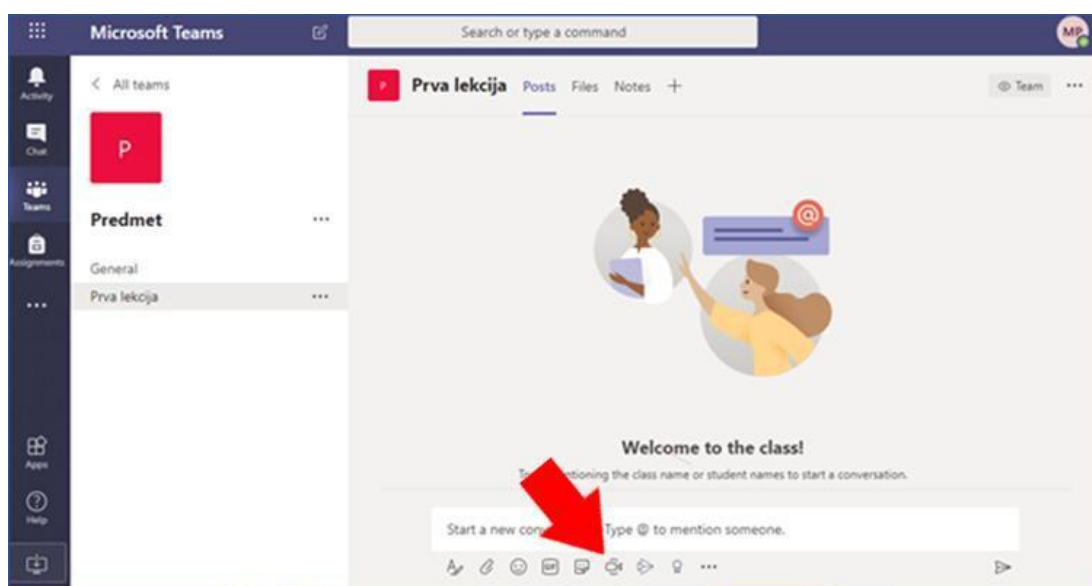 Microsoft Teams
Search or type a command
MP
Activity
Chat
Teams
Assignments
Apps
Help
All teams
P
Predmet
General
Prva lekcija
P
Prva lekcija Posts Files Notes
Team
Welcome to the class!
mentioning the class name or student names to start a conversation.
Start a new Type @ to mention someone.
GIF